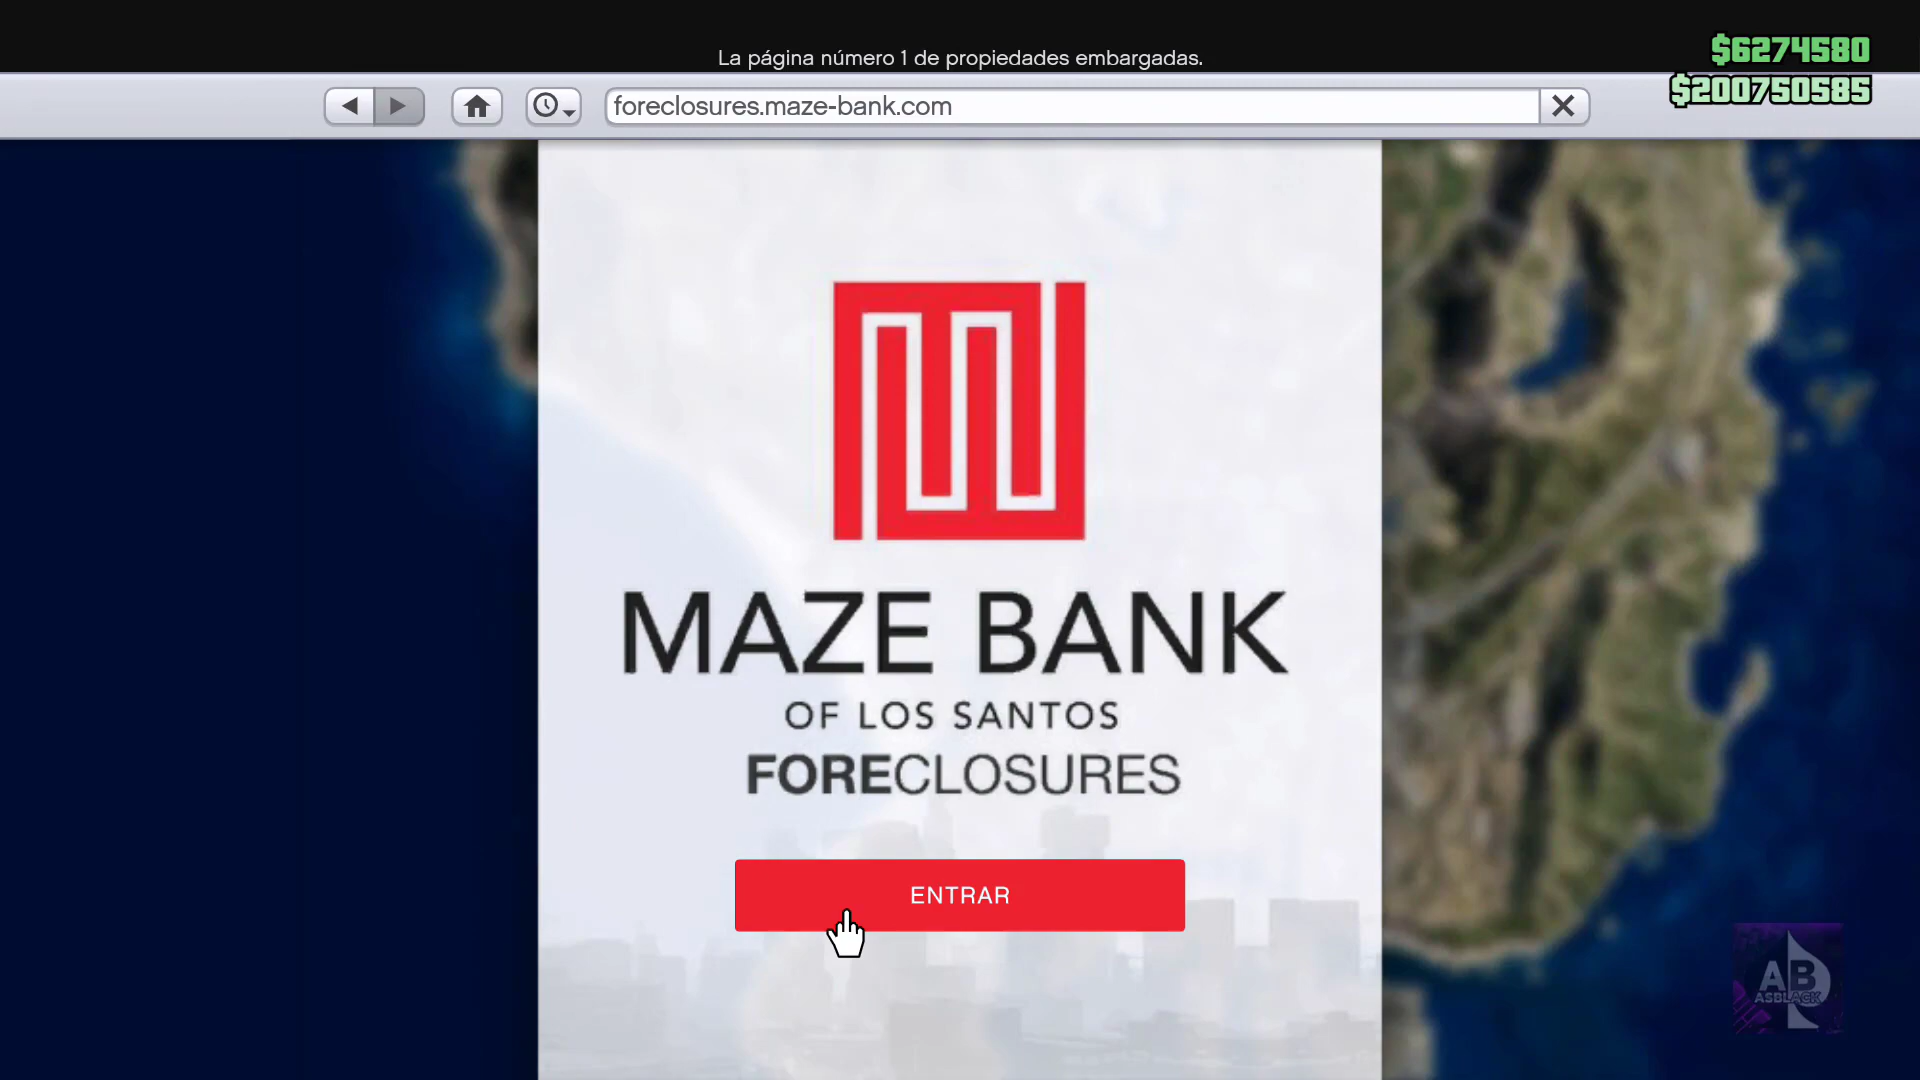 La página número 1 de propiedades embargadas.
$6274580
$200750585
foreclosures.maze-bank.com
MAZE BANK
OF LOS SANTOS
FORECLOSURES
ENTRAR
AB
ASBLACK